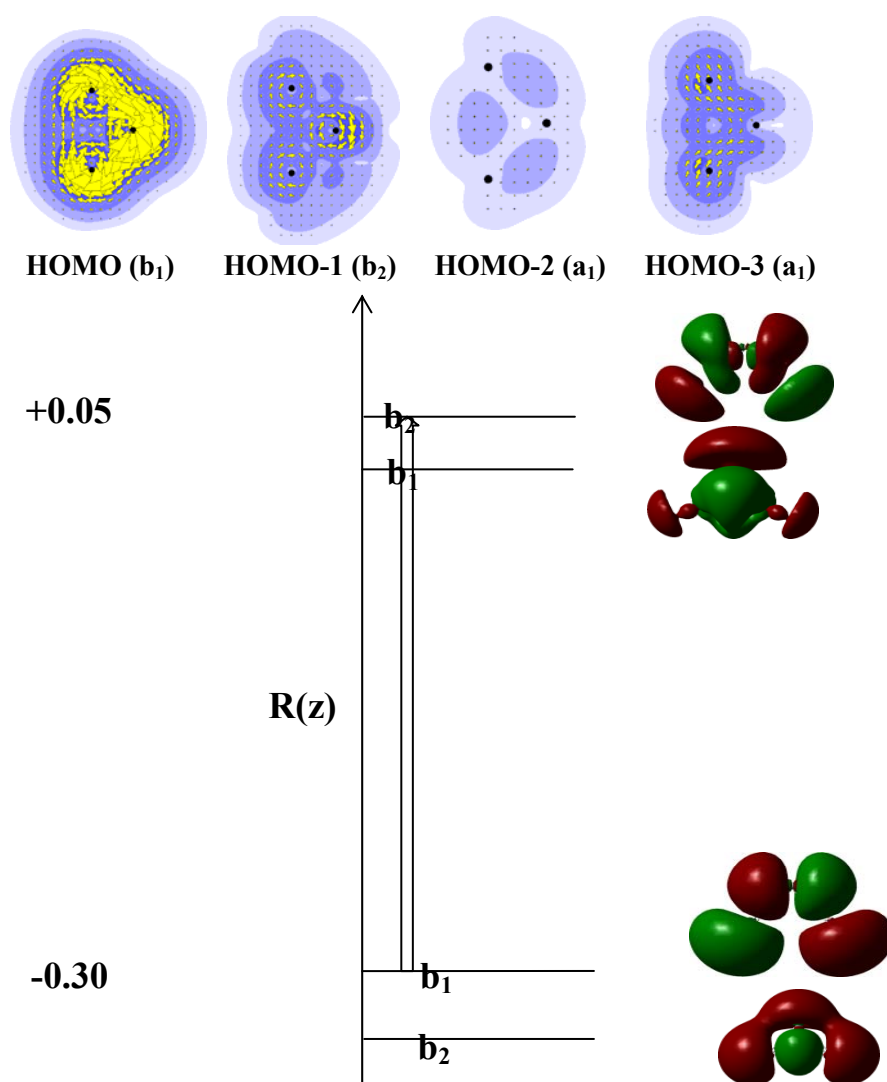 HOMO (b₁) HOMO-1 (b₂) HOMO-2 (a₁) HOMO-3 (a₁)
+0.05
b₂
b₁
R(z)
-0.30
b₁
b₂